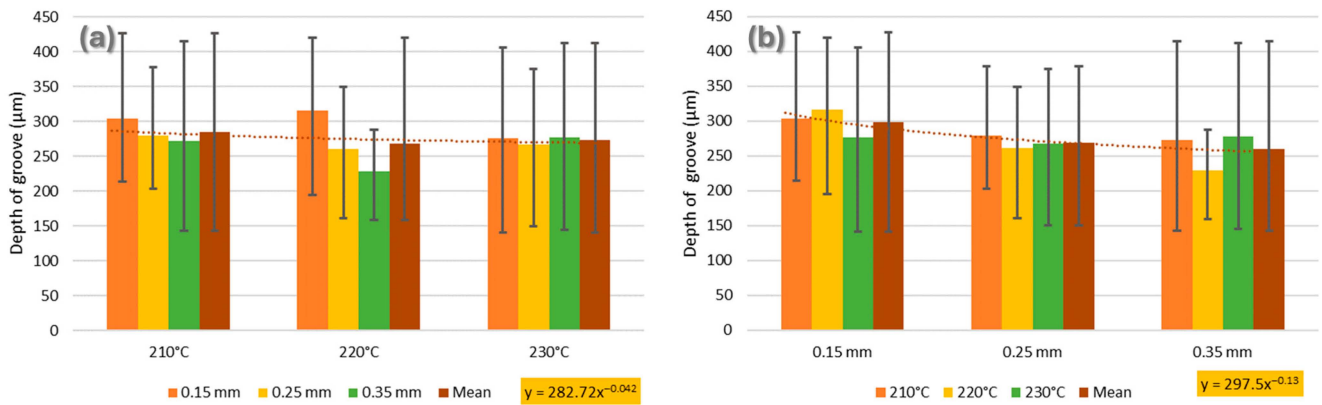 (a)
Depth of groove (µm)
450
400
350
300
250
200
150
100
50
0
210°C 220°C 230°C
0.15 mm 0.25 mm 0.35 mm Mean
y = 282.72x⁻⁰·⁰⁴²
(b)
Depth of groove (µm)
450
400
350
300
250
200
150
100
50
0
0.15 mm 0.25 mm 0.35 mm
210°C 220°C 230°C Mean
y = 297.5x⁻⁰·¹³